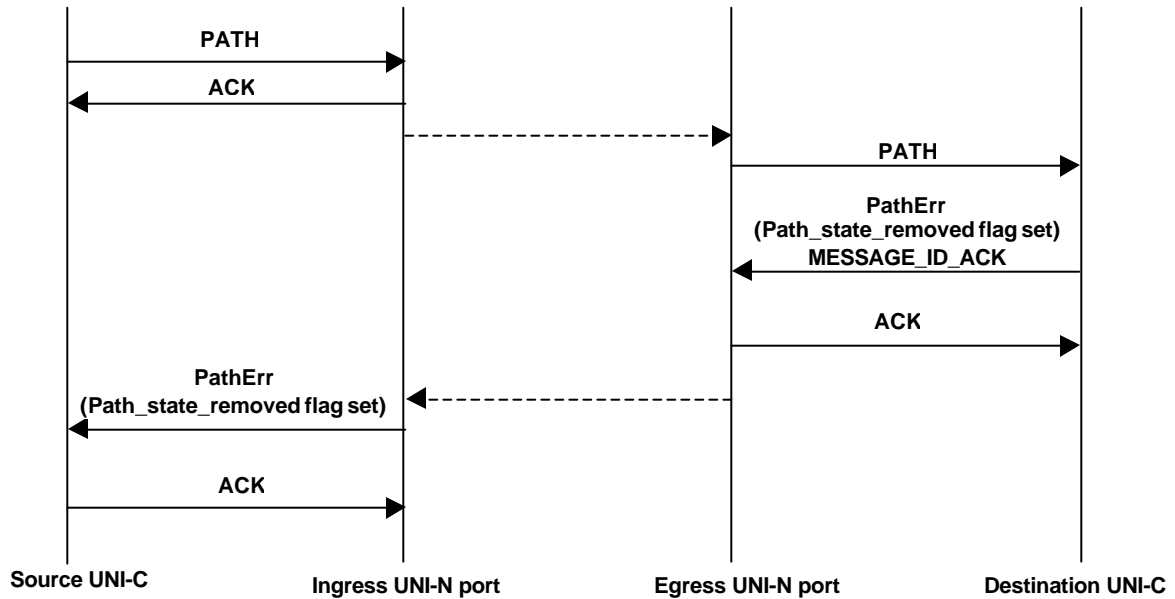 PATH
ACK
PATH
PathErr
(Path_state_removed flag set)
MESSAGE_ID_ACK
ACK
PathErr
(Path_state_removed flag set)
ACK
Source UNI-C
Ingress UNI-N port
Egress UNI-N port
Destination UNI-C